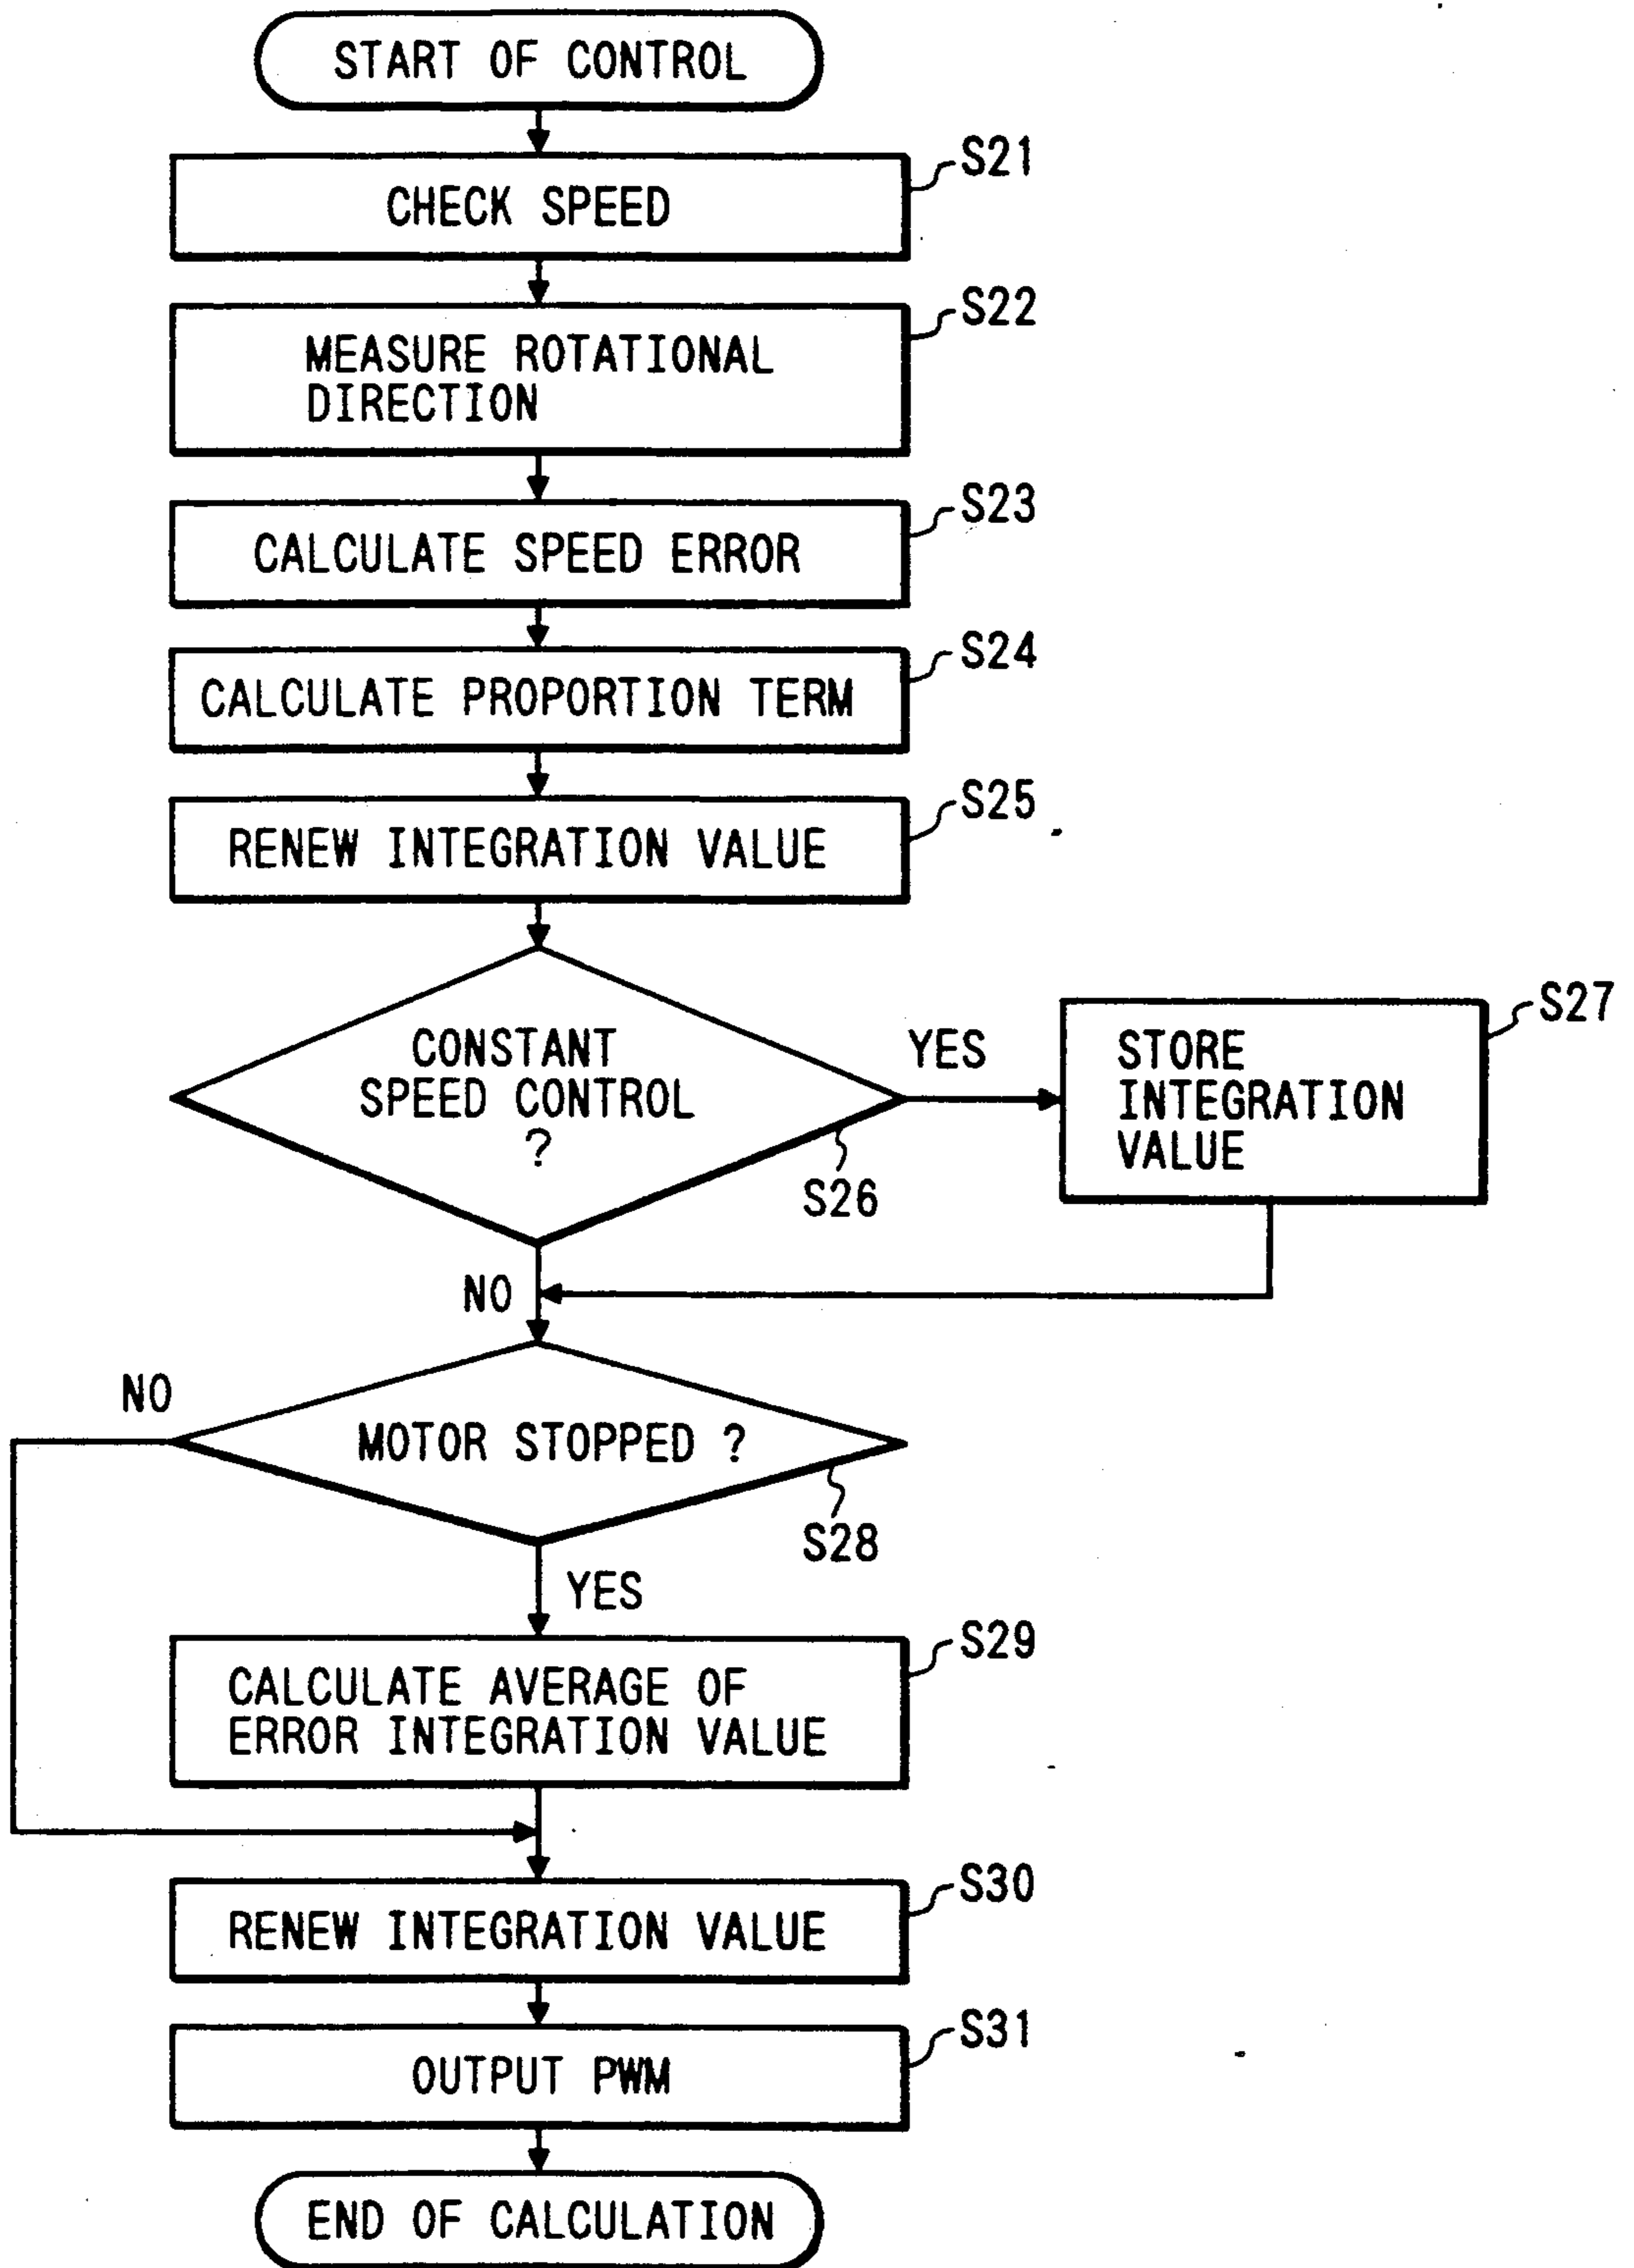 START OF CONTROL
S21
CHECK SPEED
S22
MEASURE ROTATIONAL
DIRECTION
S23
CALCULATE SPEED ERROR
S24
CALCULATE PROPORTION TERM
S25
RENEW INTEGRATION VALUE
CONSTANT
SPEED CONTROL
?
S26
YES
S27
STORE
INTEGRATION
VALUE
NO
NO
MOTOR STOPPED ?
S28
YES
S29
CALCULATE AVERAGE OF
ERROR INTEGRATION VALUE
S30
RENEW INTEGRATION VALUE
S31
OUTPUT PWM
END OF CALCULATION